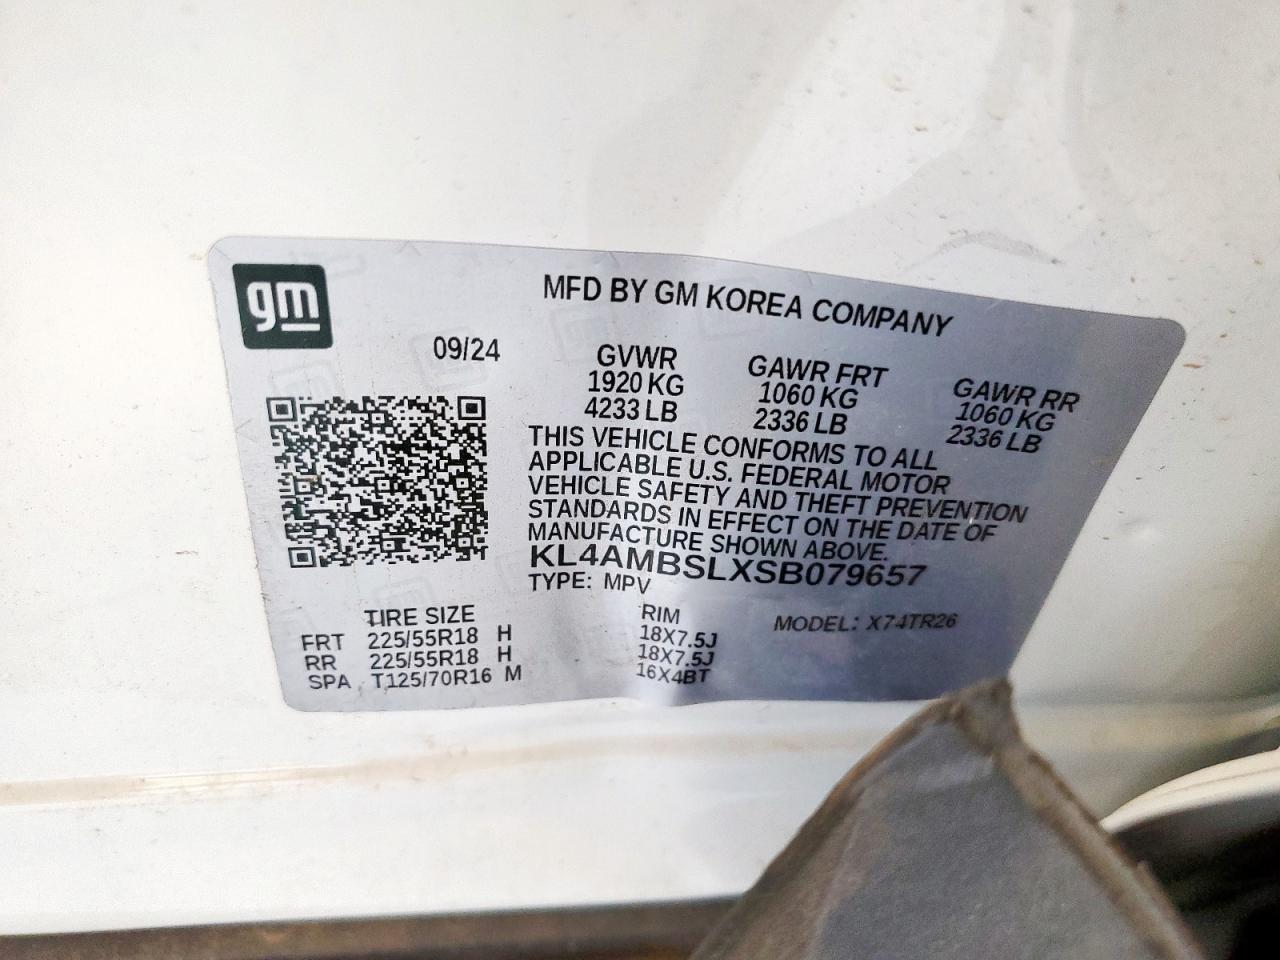 gm
MFD BY GM KOREA COMPANY
09/24
GVWR GAWR FRT GAWR RR
1920 KG 1060 KG 1060 KG
4233 LB 2336 LB 2336 LB
THIS VEHICLE CONFORMS TO ALL
APPLICABLE U.S. FEDERAL MOTOR
VEHICLE SAFETY AND THEFT PREVENTION
STANDARDS IN EFFECT ON THE DATE OF
MANUFACTURE SHOWN ABOVE.
KL4AMBSLXSB079657
TYPE: MPV
TIRE SIZE RIM MODEL: X74TR26
FRT 225/55R18 H 18X7.5J
RR 225/55R18 H 18X7.5J
SPA T125/70R16 M 16X4BT